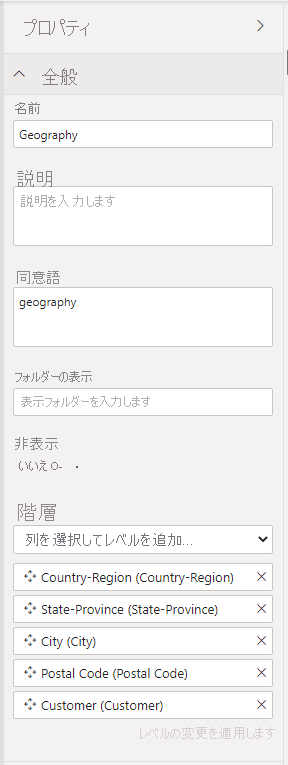 プロパティ
全般
名前
Geography
説明
説明を入力します
同意語
geography
フォルダーの表示
表示フォルダーを入力します
非表示
いいえ O- ・
階層
列を選択してレベルを追加...
Country-Region (Country-Region)
State-Province (State-Province)
City (City)
Postal Code (Postal Code)
Customer (Customer)
レベルの変更を適用します